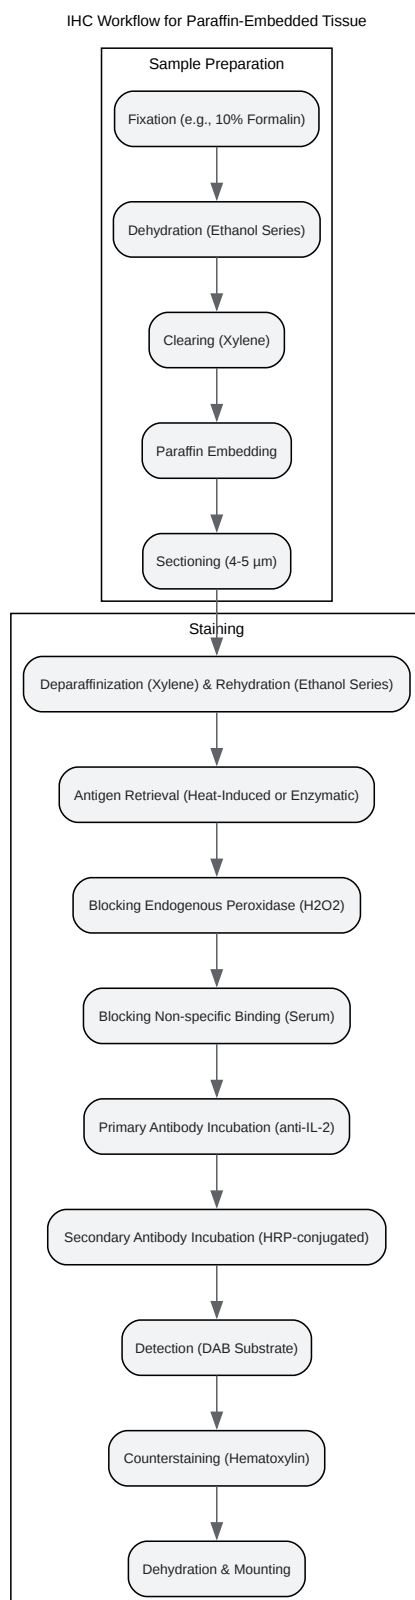 IHC Workflow for Paraffin-Embedded Tissue
Sample Preparation
Fixation (e.g., 10% Formalin)
Dehydration (Ethanol Series)
Clearing (Xylene)
Paraffin Embedding
Sectioning (4-5 µm)
Staining
Deparaffinization (Xylene) & Rehydration (Ethanol Series)
Antigen Retrieval (Heat-Induced or Enzymatic)
Blocking Endogenous Peroxidase (H2O2)
Blocking Non-specific Binding (Serum)
Primary Antibody Incubation (anti-IL-2)
Secondary Antibody Incubation (HRP-conjugated)
Detection (DAB Substrate)
Counterstaining (Hematoxylin)
Dehydration & Mounting